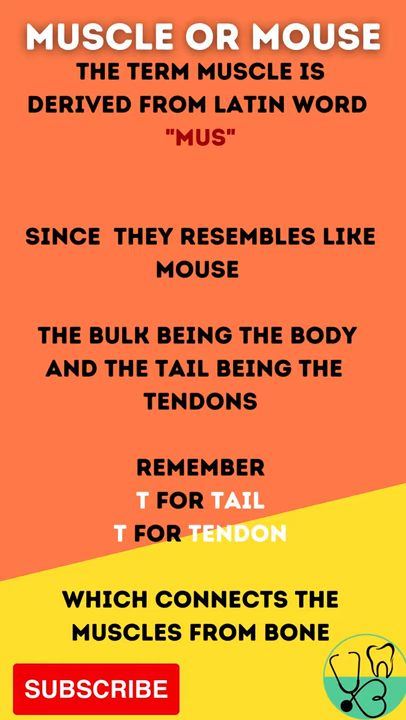 MUSCLE OR MOUSE
THE TERM MUSCLE IS
DERIVED FROM LATIN WORD
"MUS"
SINCE THEY RESEMBLES LIKE
MOUSE
THE BULK BEING THE BODY
AND THE TAIL BEING THE
TENDONS
REMEMBER
T FOR TAIL
T FOR TENDON
WHICH CONNECTS THE
MUSCLES FROM BONE
SUBSCRIBE